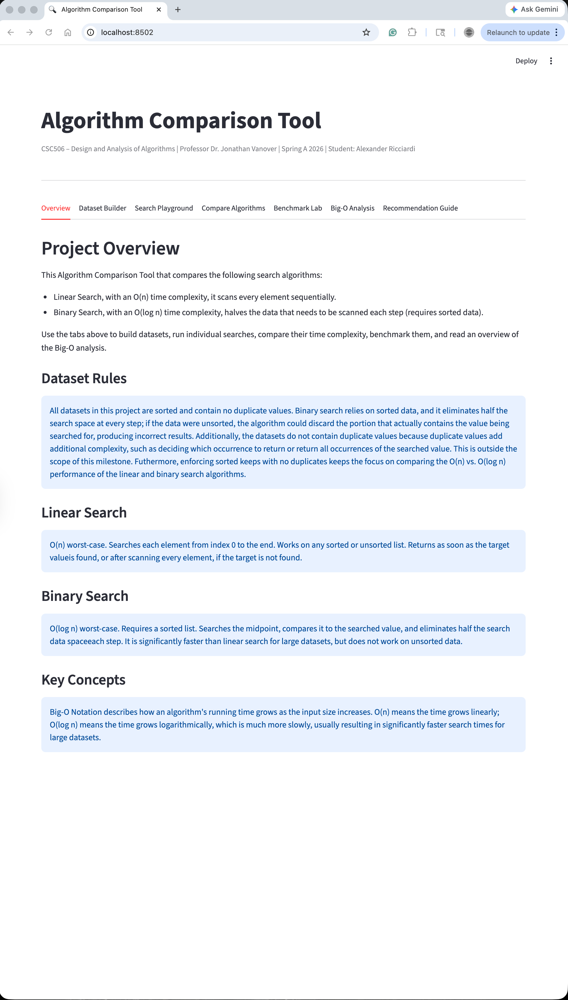 Algorithm Comparison Tool
Ask Gemini
localhost:8502
Relaunch to update
Deploy
Algorithm Comparison Tool
CSC506 – Design and Analysis of Algorithms | Professor Dr. Jonathan Vanover | Spring A 2026 | Student: Alexander Ricciardi
Overview Dataset Builder Search Playground Compare Algorithms Benchmark Lab Big-O Analysis Recommendation Guide
Project Overview
This Algorithm Comparison Tool that compares the following search algorithms:
• Linear Search, with an O(n) time complexity, it scans every element sequentially.
• Binary Search, with an O(log n) time complexity, halves the data that needs to be scanned each step (requires sorted data).
Use the tabs above to build datasets, run individual searches, compare their time complexity, benchmark them, and read an overview of
the Big-O analysis.
Dataset Rules
All datasets in this project are sorted and contain no duplicate values. Binary search relies on sorted data, and it eliminates half the
search space at every step; if the data were unsorted, the algorithm could discard the portion that actually contains the value being
searched for, producing incorrect results. Additionally, the datasets do not contain duplicate values because duplicate values add
additional complexity, such as deciding which occurrence to return or return all occurrences of the searched value. This is outside the
scope of this milestone. Futhermore, enforcing sorted keeps with no duplicates keeps the focus on comparing the O(n) vs. O(log n)
performance of the linear and binary search algorithms.
Linear Search
O(n) worst-case. Searches each element from index 0 to the end. Works on any sorted or unsorted list. Returns as soon as the target
valueis found, or after scanning every element, if the target is not found.
Binary Search
O(log n) worst-case. Requires a sorted list. Searches the midpoint, compares it to the searched value, and eliminates half the search
data spaceeach step. It is significantly faster than linear search for large datasets, but does not work on unsorted data.
Key Concepts
Big-O Notation describes how an algorithm's running time grows as the input size increases. O(n) means the time grows linearly;
O(log n) means the time grows logarithmically, which is much more slowly, usually resulting in significantly faster search times for
large datasets.